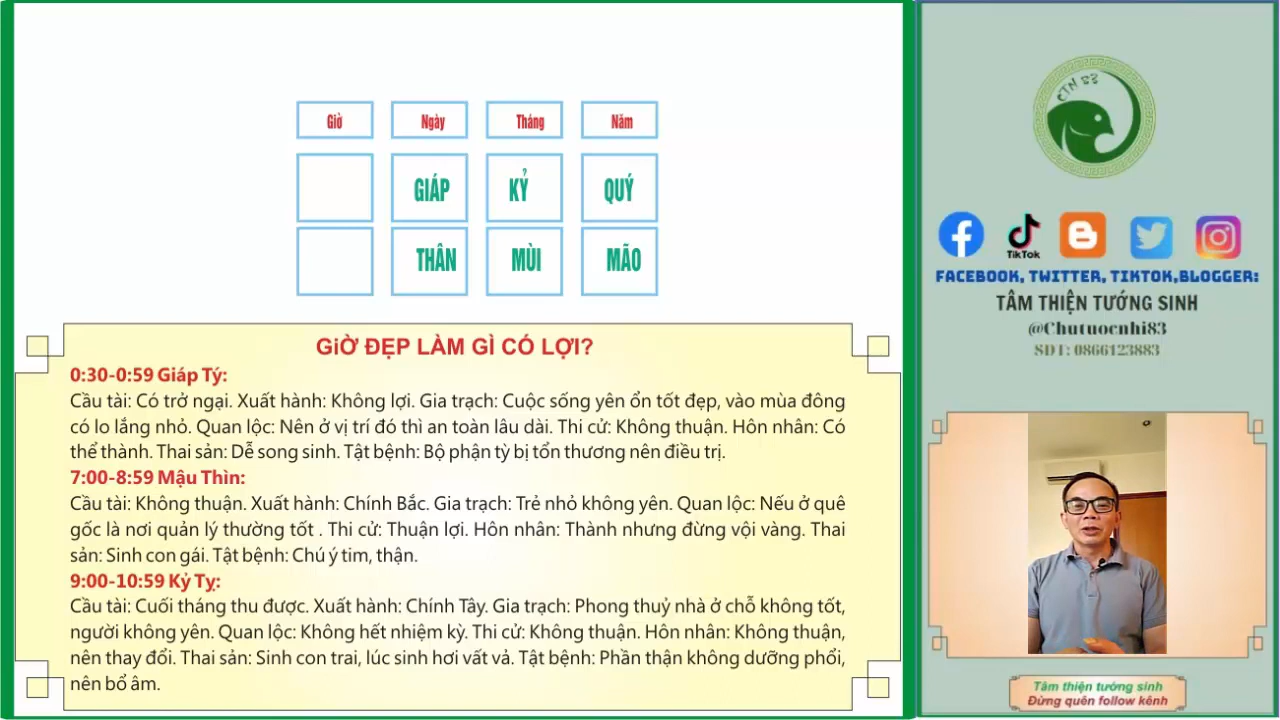 Giờ Ngày Tháng Năm
GIÁP KỶ QUÝ
THÂN MÙI MÃO
GiỜ ĐẸP LÀM GÌ CÓ LỢI?
0:30-0:59 Giáp Tý:
Cầu tài: Có trở ngại. Xuất hành: Không lợi. Gia trạch: Cuộc sống yên ổn tốt đẹp, vào mùa đông
có lo lắng nhỏ. Quan lộc: Nên ở vị trí đó thì an toàn lâu dài. Thi cử: Không thuận. Hôn nhân: Có
thể thành. Thai sản: Dễ song sinh. Tật bệnh: Bộ phận tỳ bị tổn thương nên điều trị.
7:00-8:59 Mậu Thìn:
Cầu tài: Không thuận. Xuất hành: Chính Bắc. Gia trạch: Trẻ nhỏ không yên. Quan lộc: Nếu ở quê
gốc là nơi quản lý thường tốt . Thi cử: Thuận lợi. Hôn nhân: Thành nhưng đừng vội vàng. Thai
sản: Sinh con gái. Tật bệnh: Chú ý tim, thận.
9:00-10:59 Kỷ Tỵ:
Cầu tài: Cuối tháng thu được. Xuất hành: Chính Tây. Gia trạch: Phong thuỷ nhà ở chỗ không tốt,
người không yên. Quan lộc: Không hết nhiệm kỳ. Thi cử: Không thuận. Hôn nhân: Không thuận,
nên thay đổi. Thai sản: Sinh con trai, lúc sinh hơi vất vả. Tật bệnh: Phần thận không dưỡng phổi,
nên bổ âm.
CTN 83
TikTok
FACEBOOK, TWITTER, TIKTOK,BLOGGER:
TÂM THIỆN TƯỚNG SINH
@Chutuocnhi83
SĐT: 0866123883
Tâm thiện tướng sinh
Đừng quên follow kênh